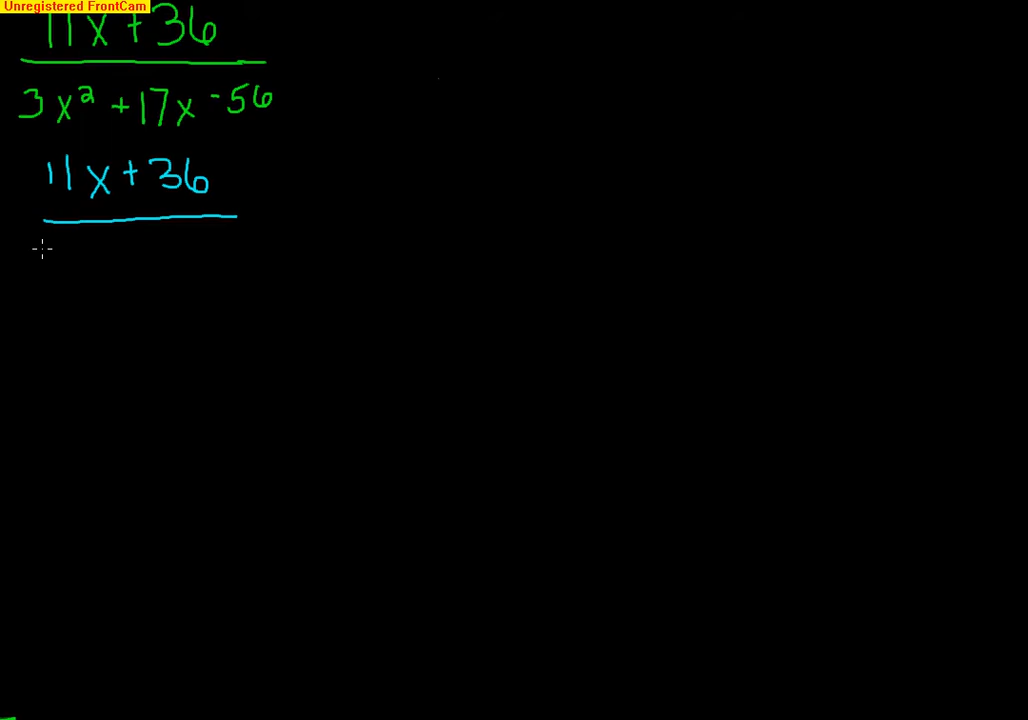 Unregistered FrontCam
11x + 36
3x² + 17x - 56
11x + 36